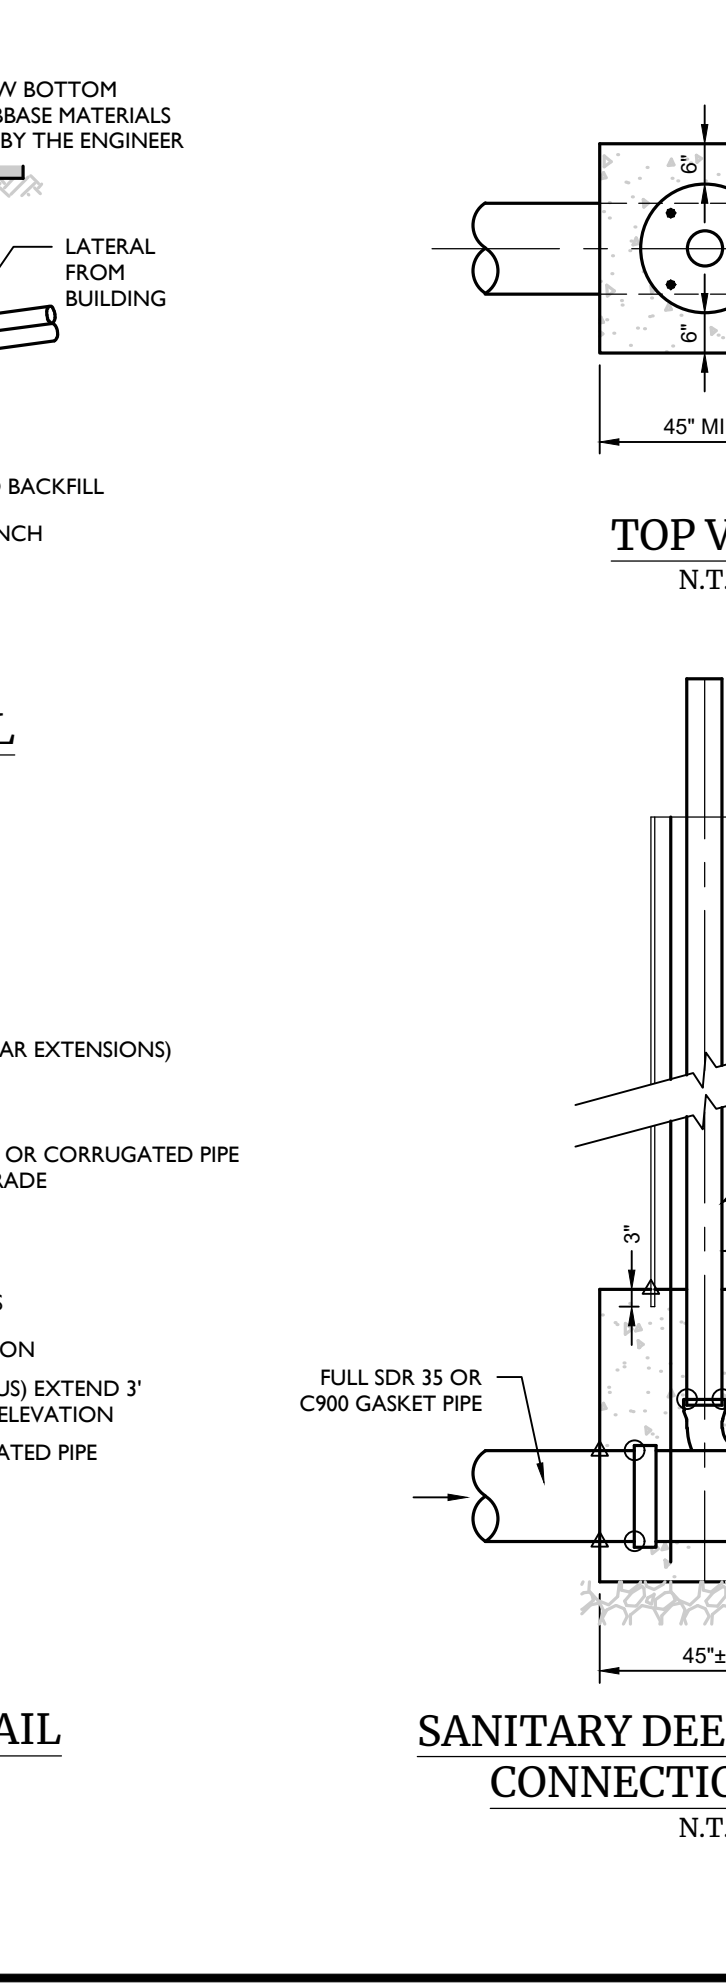 W BOTTOM
BBASE MATERIALS
BY THE ENGINEER
LATERAL
FROM
BUILDING
BACKFILL
NCH
L
AR EXTENSIONS)
OR CORRUGATED PIPE
RADE
S
ON
US) EXTEND 3'
ELEVATION
ATED PIPE
AIL
6"
6"
45" MI
TOP V
N.T.
3"
FULL SDR 35 OR
C900 GASKET PIPE
45"±
SANITARY DEE
CONNECTIO
N.T.